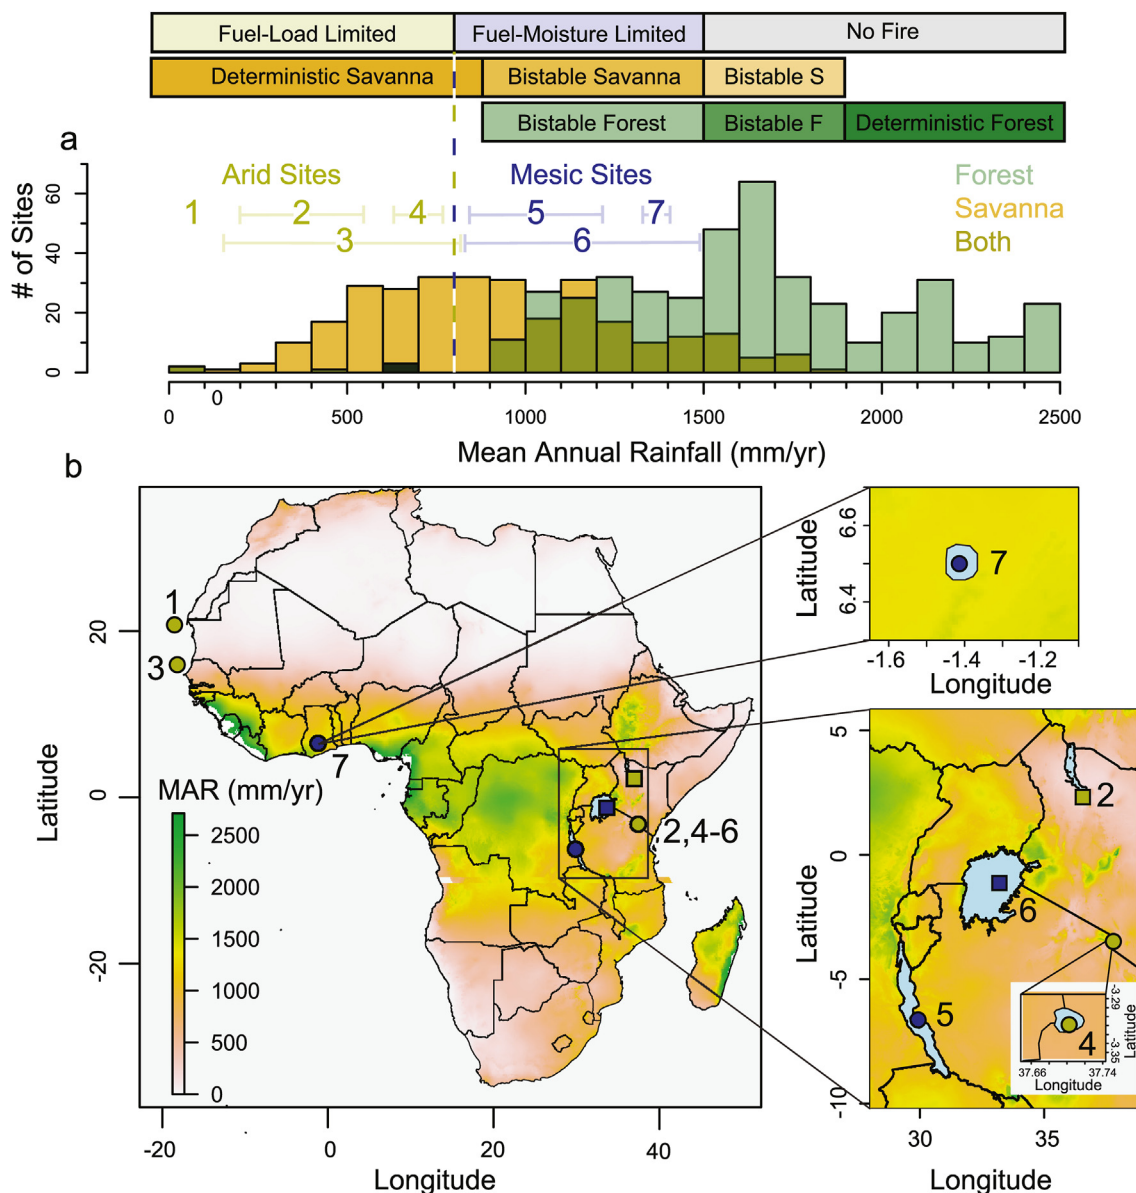 Fuel-Load Limited Fuel-Moisture Limited No Fire
Deterministic Savanna Bistable Savanna Bistable S
Bistable Forest Bistable F Deterministic Forest
a
Arid Sites Mesic Sites Forest
1 2 4 5 7 Savanna
3 6 Both
# of Sites
0 20 40 60
0 0 500 1000 1500 2000 2500
Mean Annual Rainfall (mm/yr)
b
1
3
7
2,4-6
MAR (mm/yr)
2500
2000
1500
1000
500
0
Latitude
20
0
-20
-20 0 20 40
Longitude
Latitude
6.6
6.4
7
-1.6 -1.4 -1.2
Longitude
Latitude
5
0
-5
-10
2
6
5
4
-3.29
-3.35
Latitude
37.66 37.74
Longitude
30 35
Longitude